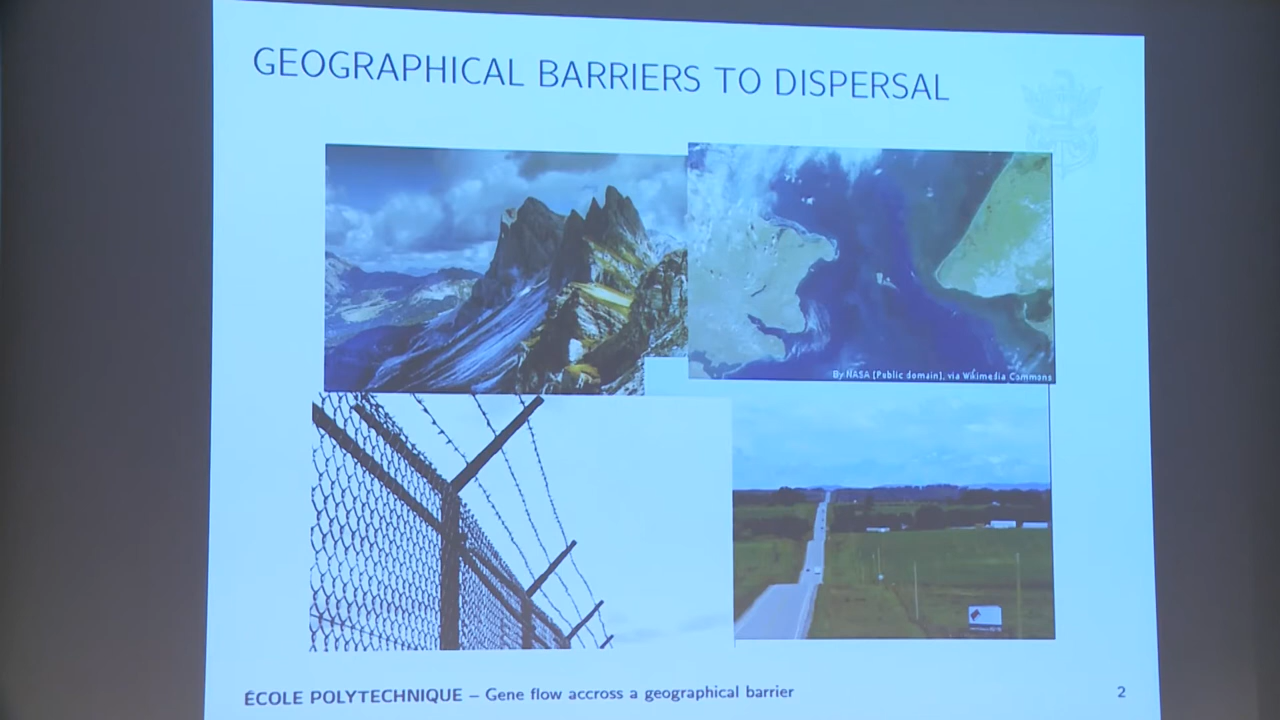 GEOGRAPHICAL BARRIERS TO DISPERSAL
By NASA [Public domain], via Wikimedia Commons
ÉCOLE POLYTECHNIQUE – Gene flow accross a geographical barrier
2